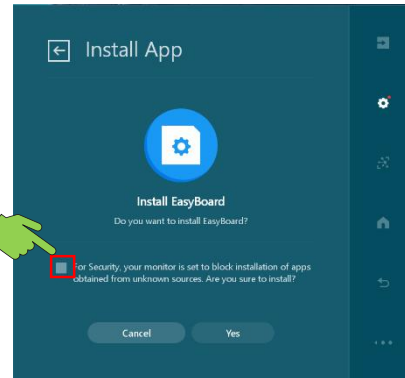 Install App
Install EasyBoard
Do you want to install EasyBoard?
For Security, your monitor is set to block installation of apps
obtained from unknown sources. Are you sure to install?
Cancel Yes